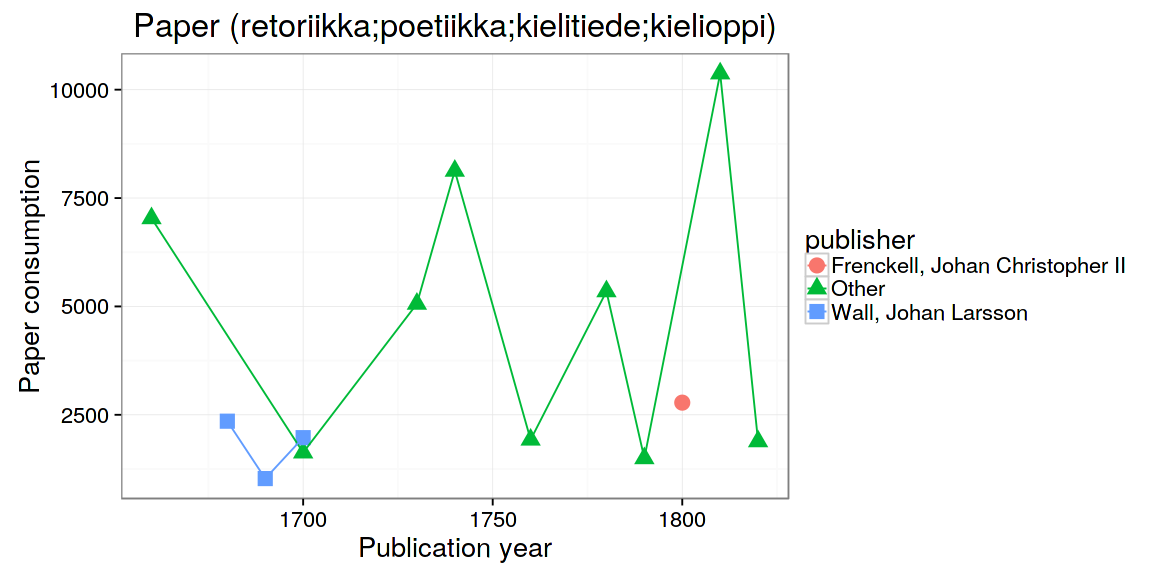 Paper (retoriikka;poetiikka;kielitiede;kielioppi)
Paper consumption
10000
7500
5000
2500
1700 1750 1800
Publication year
publisher
Frenckell, Johan Christopher II
Other
Wall, Johan Larsson